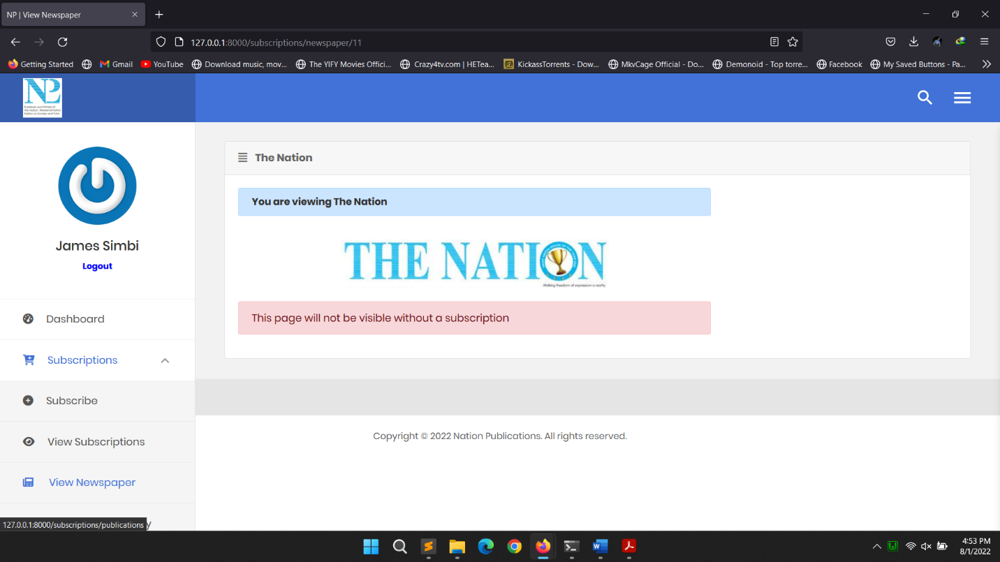 NP | View Newspaper
127.0.0.1:8000/subscriptions/newspaper/11
Getting Started
Gmail
YouTube
Download music, mov...
The YIFY Movies Offici...
Crazy4tv.com | HETea...
KickassTorrents - Dow...
MkvCage Official - Do...
Demonoid - Top torre...
Facebook
My Saved Buttons - Pa...
NPL
Publishers and Printers of
the Nation, Weekend Nation
Nation on Sunday and Fuko
James Simbi
Logout
Dashboard
Subscriptions
Subscribe
View Subscriptions
View Newspaper
The Nation
You are viewing The Nation
THE NATION
Making freedom of expression a reality
This page will not be visible without a subscription
Copyright © 2022 Nation Publications. All rights reserved.
127.0.0.1:8000/subscriptions/publications
4:53 PM
8/1/2022